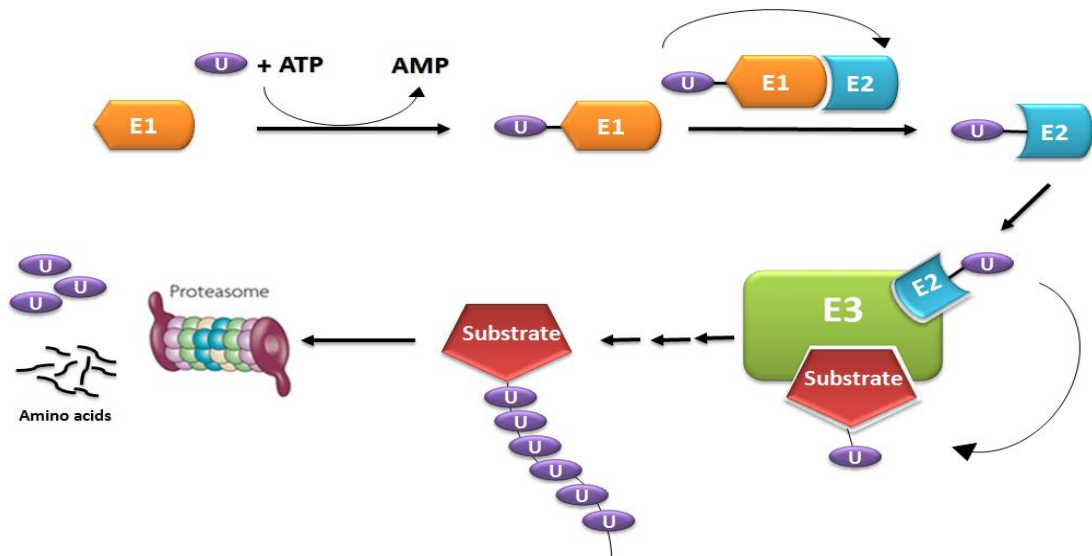 U + ATP
AMP
E1
U E1
U E1 E2
U E2
U
E2
E3
Substrate
U
Substrate
U
U
U
U
U
U
Proteasome
U
U
U
Amino acids